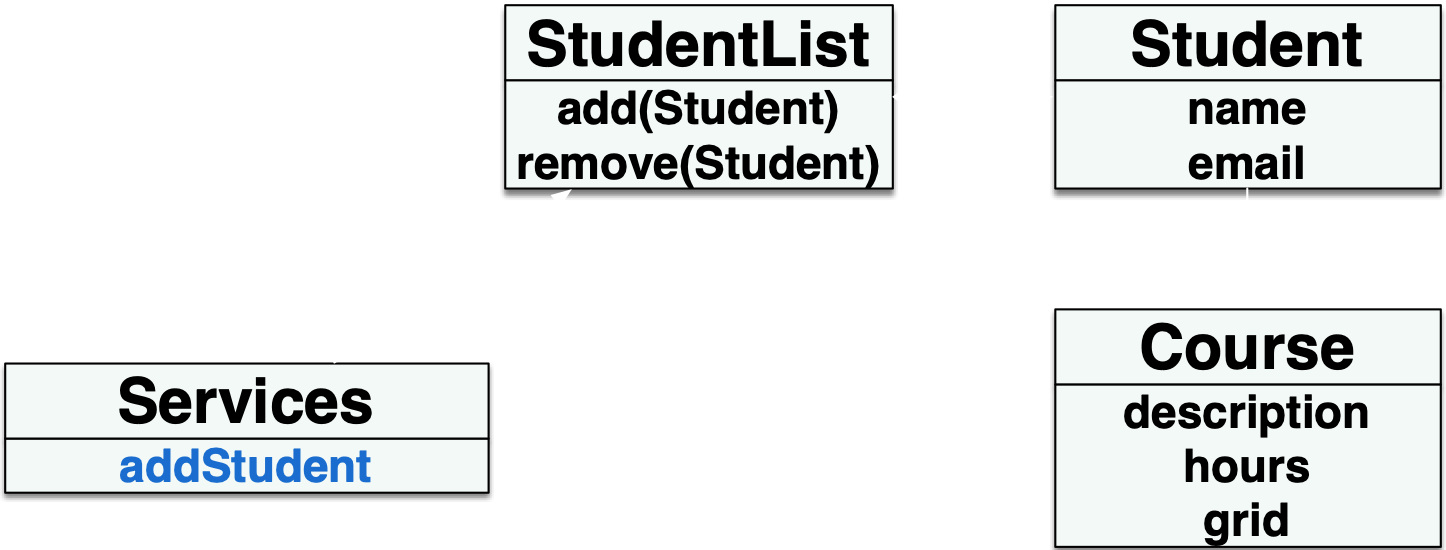 StudentList
add(Student)
remove(Student)
Student
name
email
Services
addStudent
Course
description
hours
grid